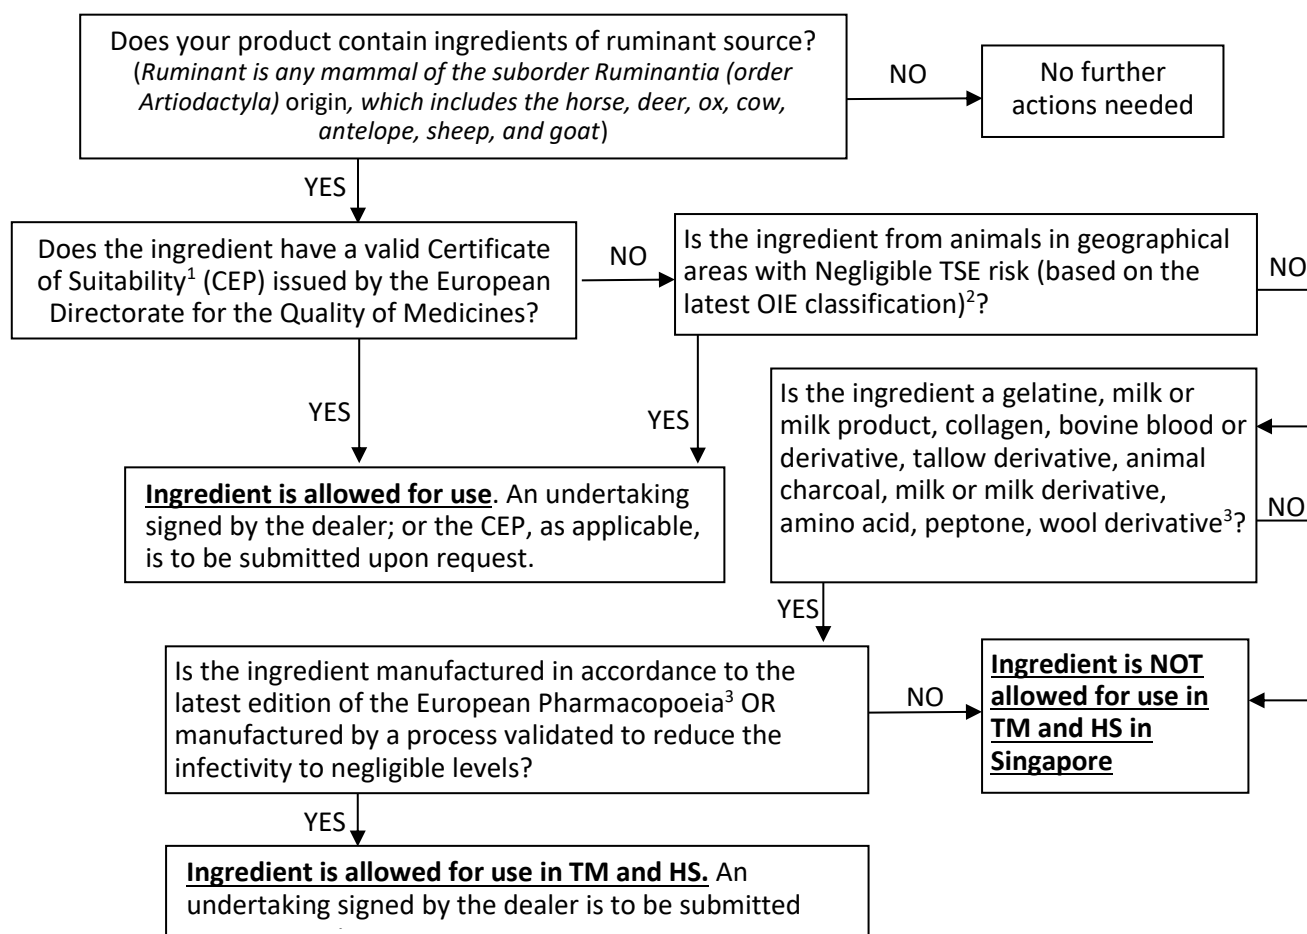 Does your product contain ingredients of ruminant source?
(Ruminant is any mammal of the suborder Ruminantia (order
Artiodactyla) origin, which includes the horse, deer, ox, cow,
antelope, sheep, and goat)
NO
No further
actions needed
YES
Does the ingredient have a valid Certificate
of Suitability¹ (CEP) issued by the European
Directorate for the Quality of Medicines?
NO
Is the ingredient from animals in geographical
areas with Negligible TSE risk (based on the
latest OIE classification)²?
NO
YES
YES
Is the ingredient a gelatine, milk or
milk product, collagen, bovine blood or
derivative, tallow derivative, animal
charcoal, milk or milk derivative,
amino acid, peptone, wool derivative³?
NO
Ingredient is allowed for use. An undertaking
signed by the dealer; or the CEP, as applicable,
is to be submitted upon request.
YES
Is the ingredient manufactured in accordance to the
latest edition of the European Pharmacopoeia³ OR
manufactured by a process validated to reduce the
infectivity to negligible levels?
NO
Ingredient is NOT
allowed for use in
TM and HS in
Singapore
YES
Ingredient is allowed for use in TM and HS. An
undertaking signed by the dealer is to be submitted